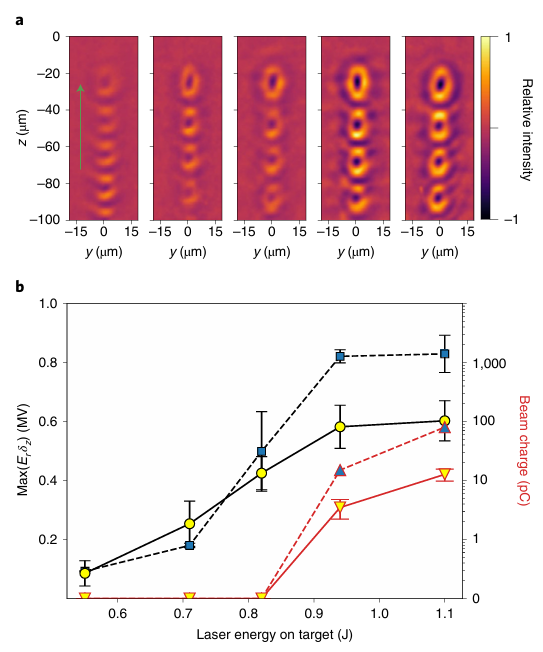 a
0
−20
−40
−60
−80
−100
z (μm)
−15 0 15
−15 0 15
−15 0 15
−15 0 15
−15 0 15
y (μm)
y (μm)
y (μm)
y (μm)
y (μm)
1
−1
Relative intensity
b
1.0
0.8
0.6
0.4
0.2
Max(Erδz) (MV)
1,000
100
10
1
0
Beam charge (pC)
0.6 0.7 0.8 0.9 1.0 1.1
Laser energy on target (J)